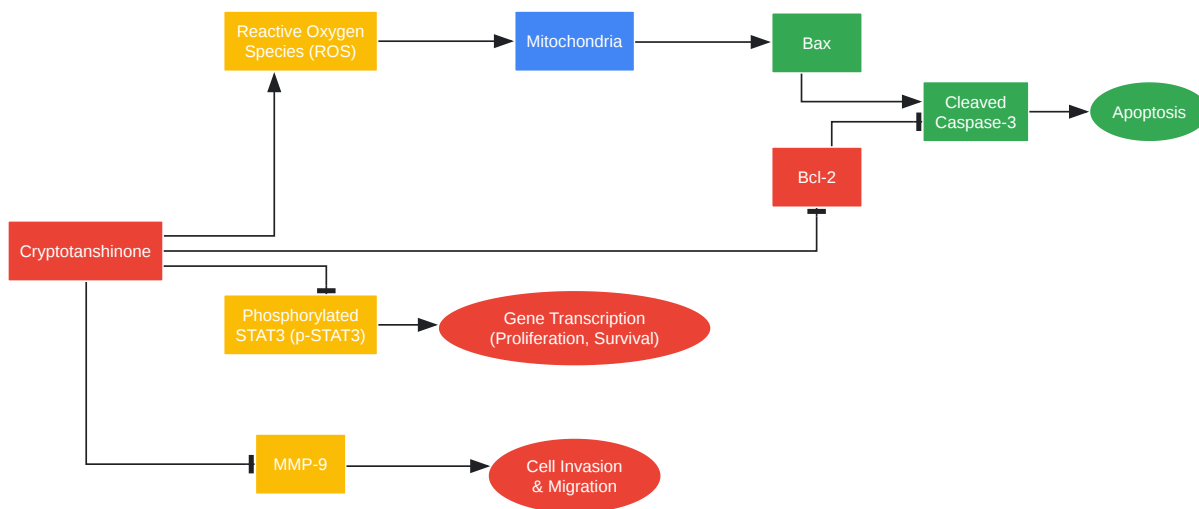 Reactive Oxygen
Species (ROS)
Mitochondria
Bax
Cleaved
Caspase-3
Apoptosis
Bcl-2
Cryptotanshinone
Phosphorylated
STAT3 (p-STAT3)
Gene Transcription
(Proliferation, Survival)
MMP-9
Cell Invasion
& Migration